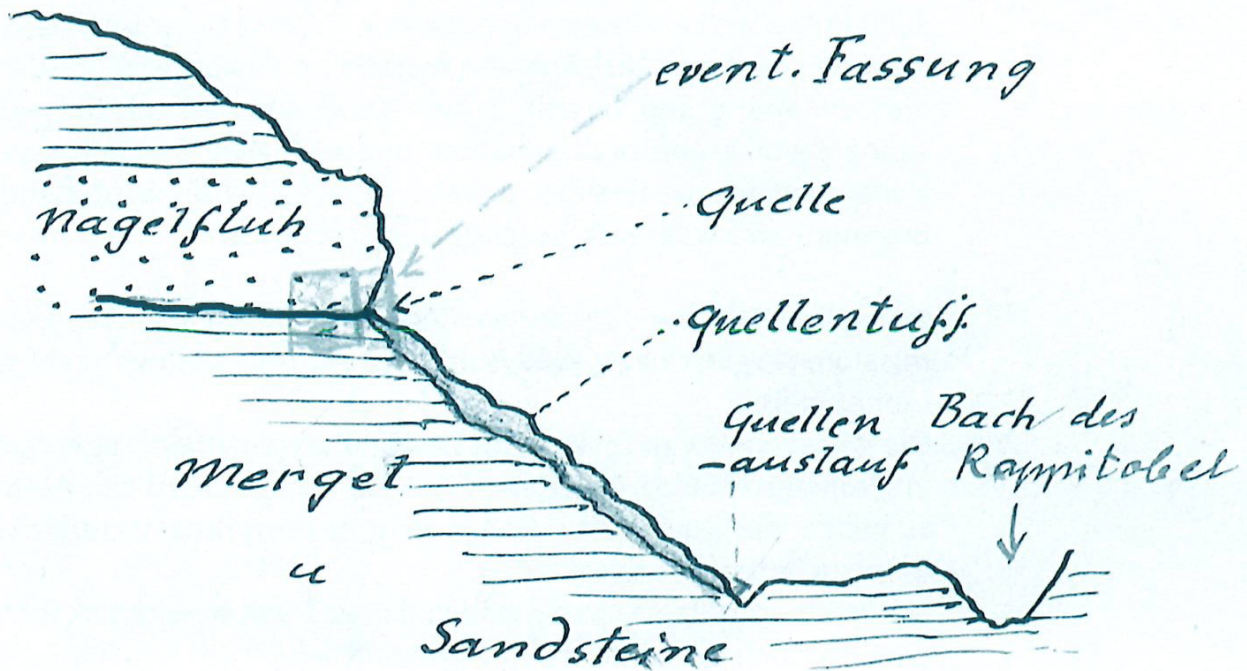 event. Fassung
Nagelfluh
Quelle
Quellentuff.
Quellen
-auslauf
Bach des
Rappitobel
Mergel
u
Sandsteine